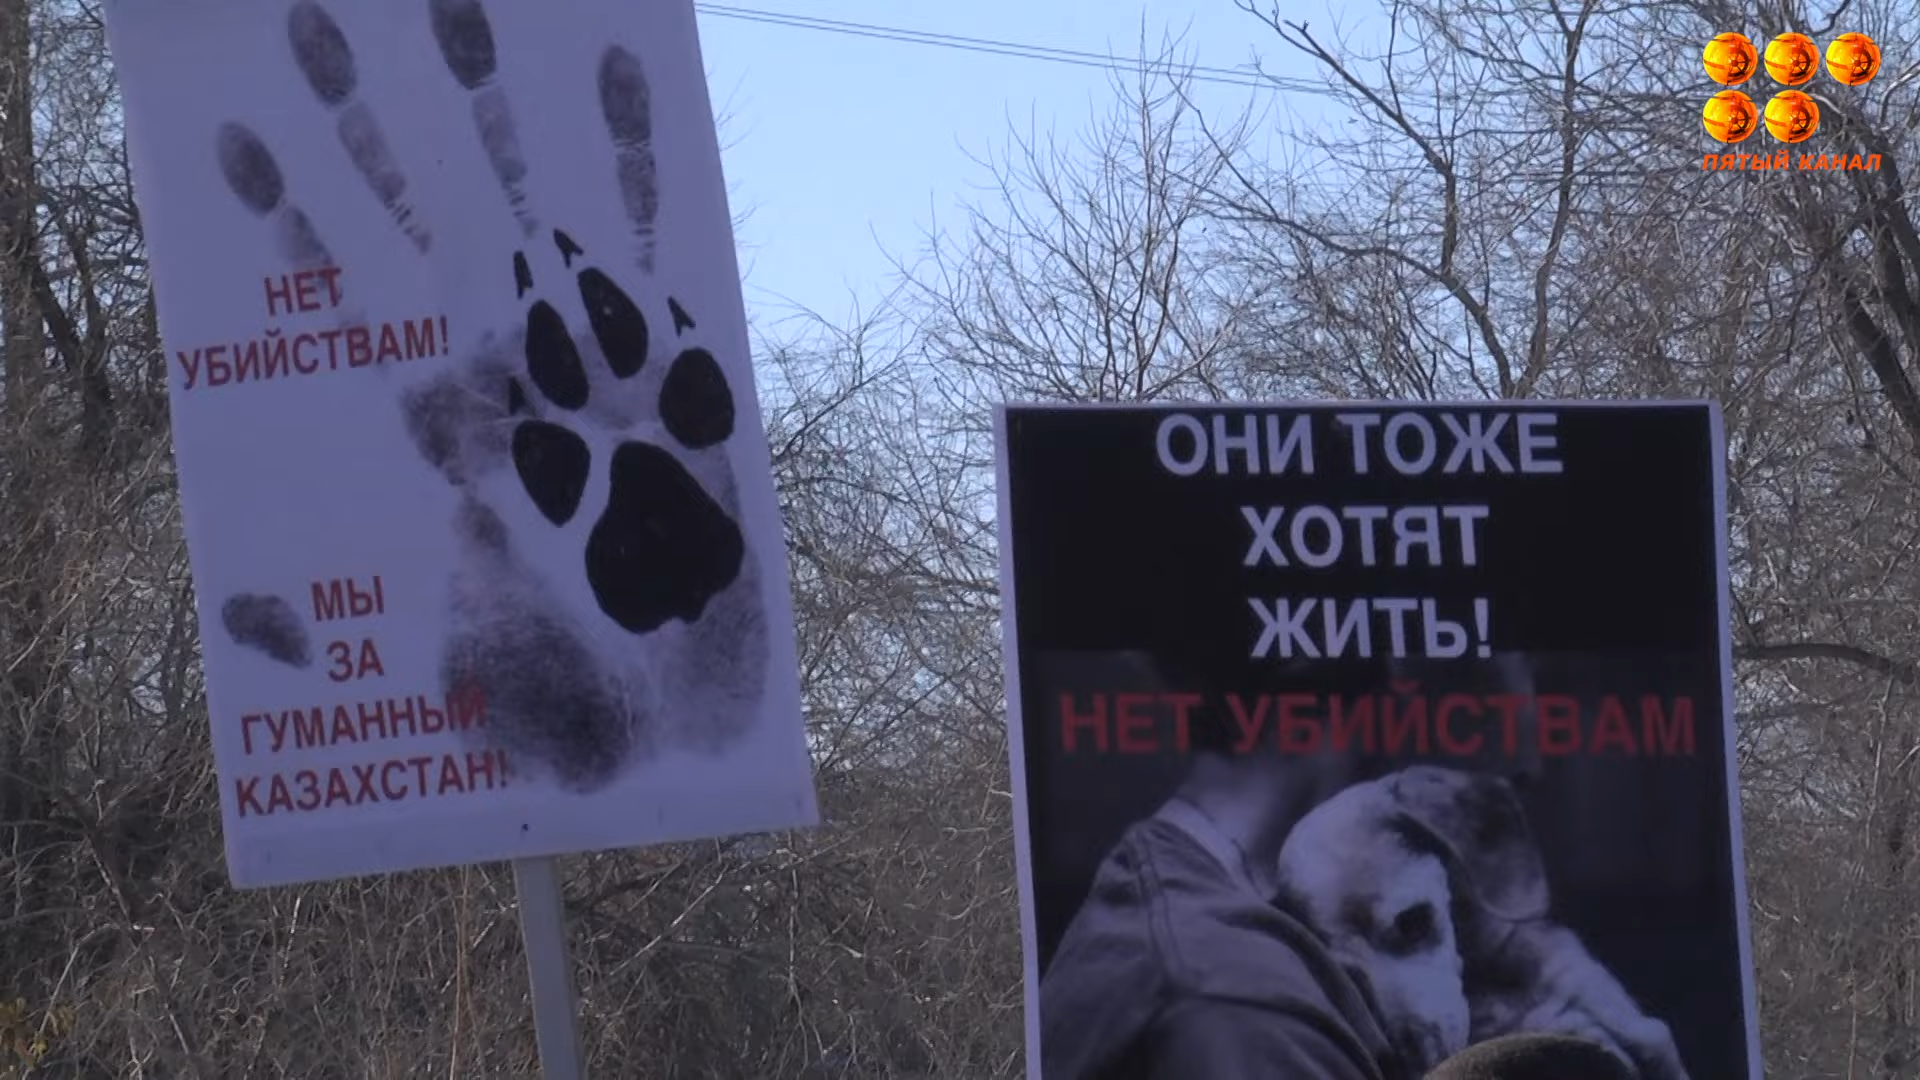 НЕТ
УБИЙСТВАМ!
МЫ
ЗА
ГУМАННЫЙ
КАЗАХСТАН!
ОНИ ТОЖЕ
ХОТЯТ
ЖИТЬ!
НЕТ УБИЙСТВАМ
ПЯТЫЙ КАНАЛ